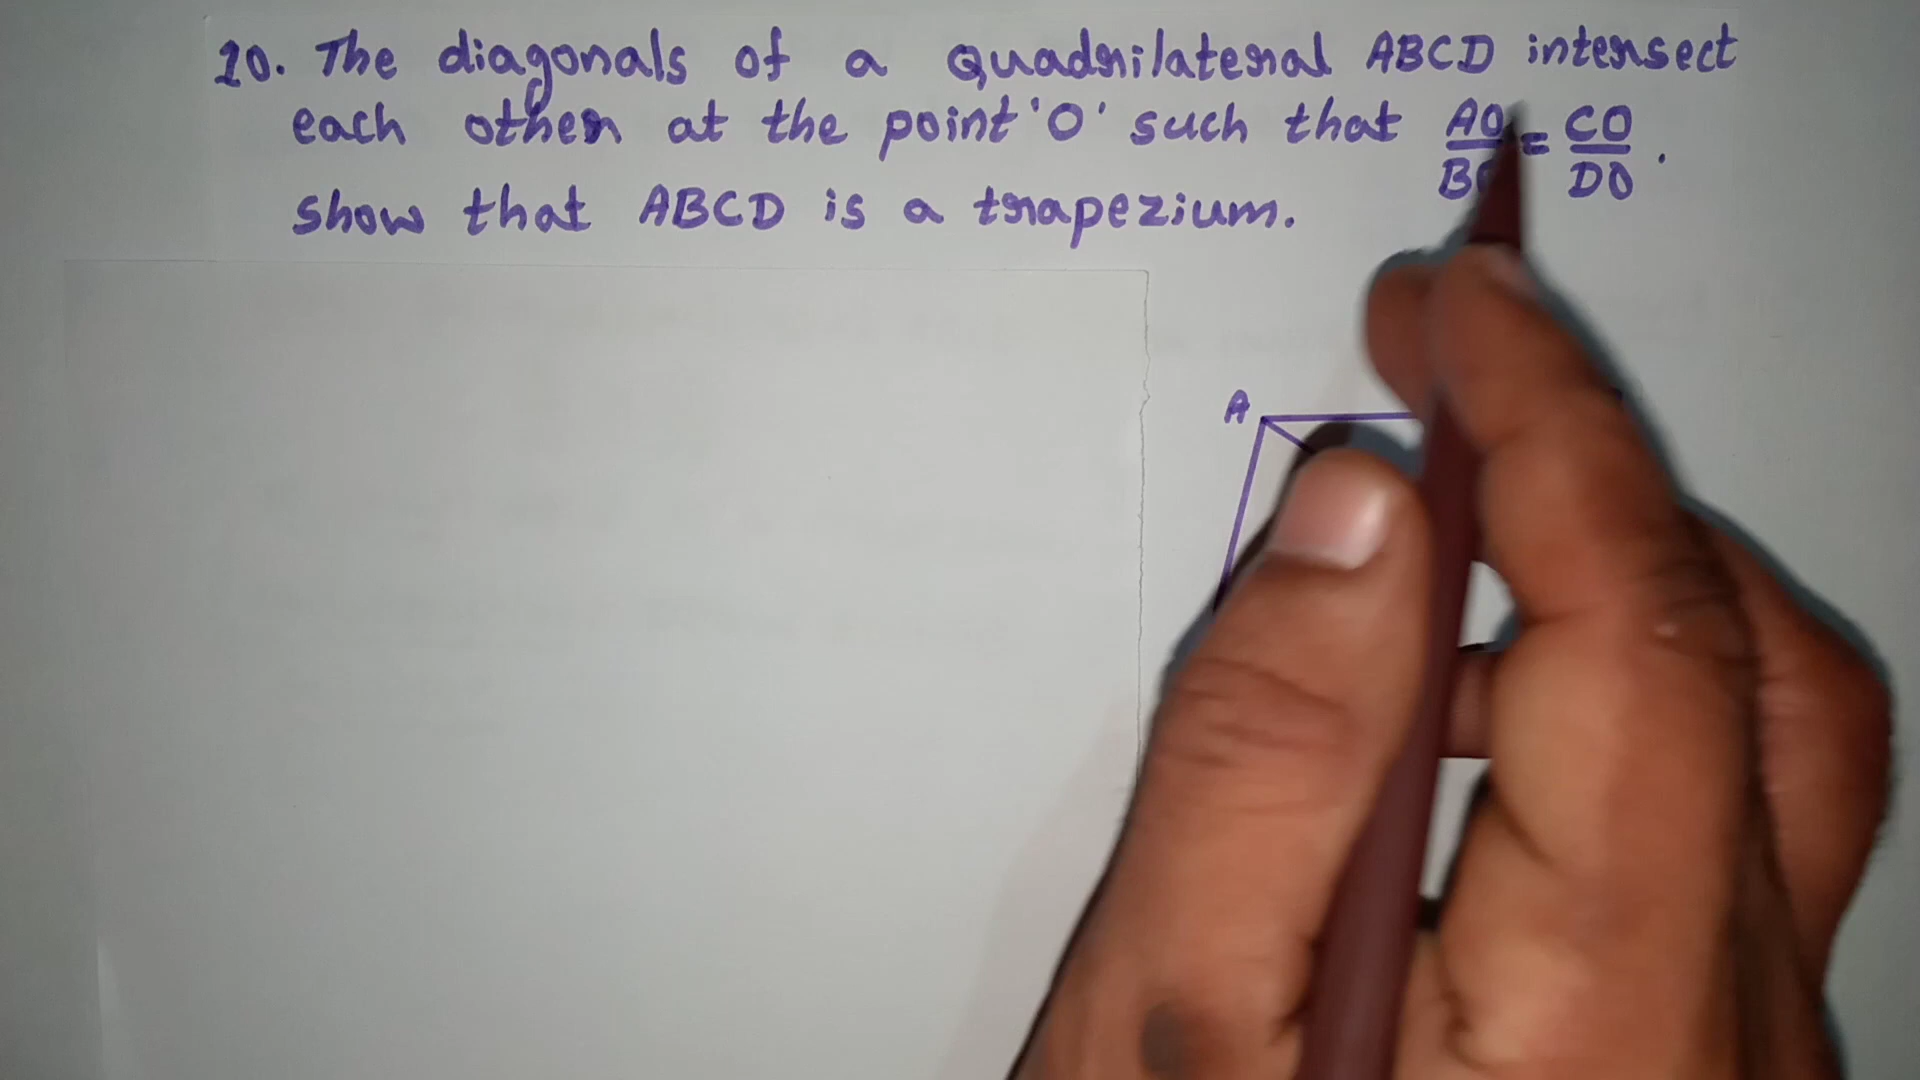 10. The diagonals of a quadrilateral ABCD intersect
each other at the point 'O' such that AO/BO = CO/DO .
show that ABCD is a trapezium.
A